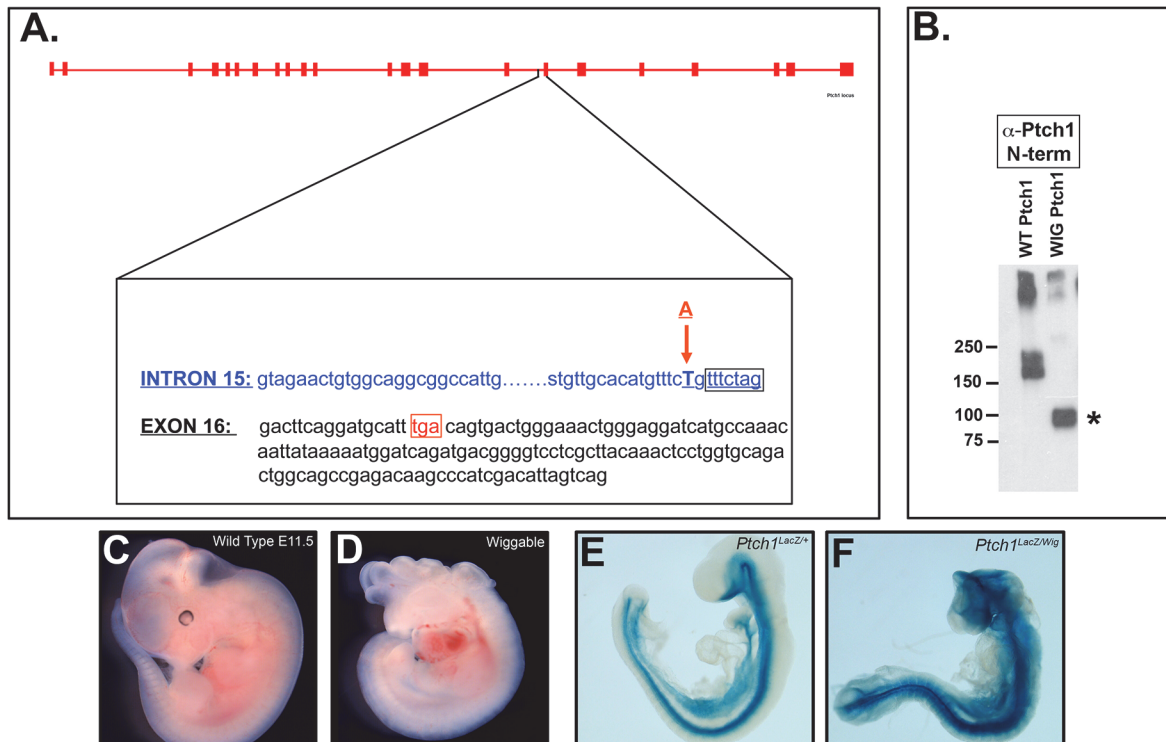 A.
Ptch1 locus
A
INTRON 15: gtagaactgtggcaggcggccattg.......stgttgcacatgtttcTgtttctag
EXON 16: gacttcaggatgcatt tga cagtgactgggaaactgggaggatcatgccaaac
aattataaaaatggatcagatgacggggtcctcgcttacaaactcctggtgcaga
ctggcagccgagacaagcccatcgacattagtcag
B.
α-Ptch1
N-term
WT Ptch1
WIG Ptch1
250
150
100 *
75
C Wild Type E11.5
D Wiggable
E Ptch1LacZ/+
F Ptch1LacZ/Wig